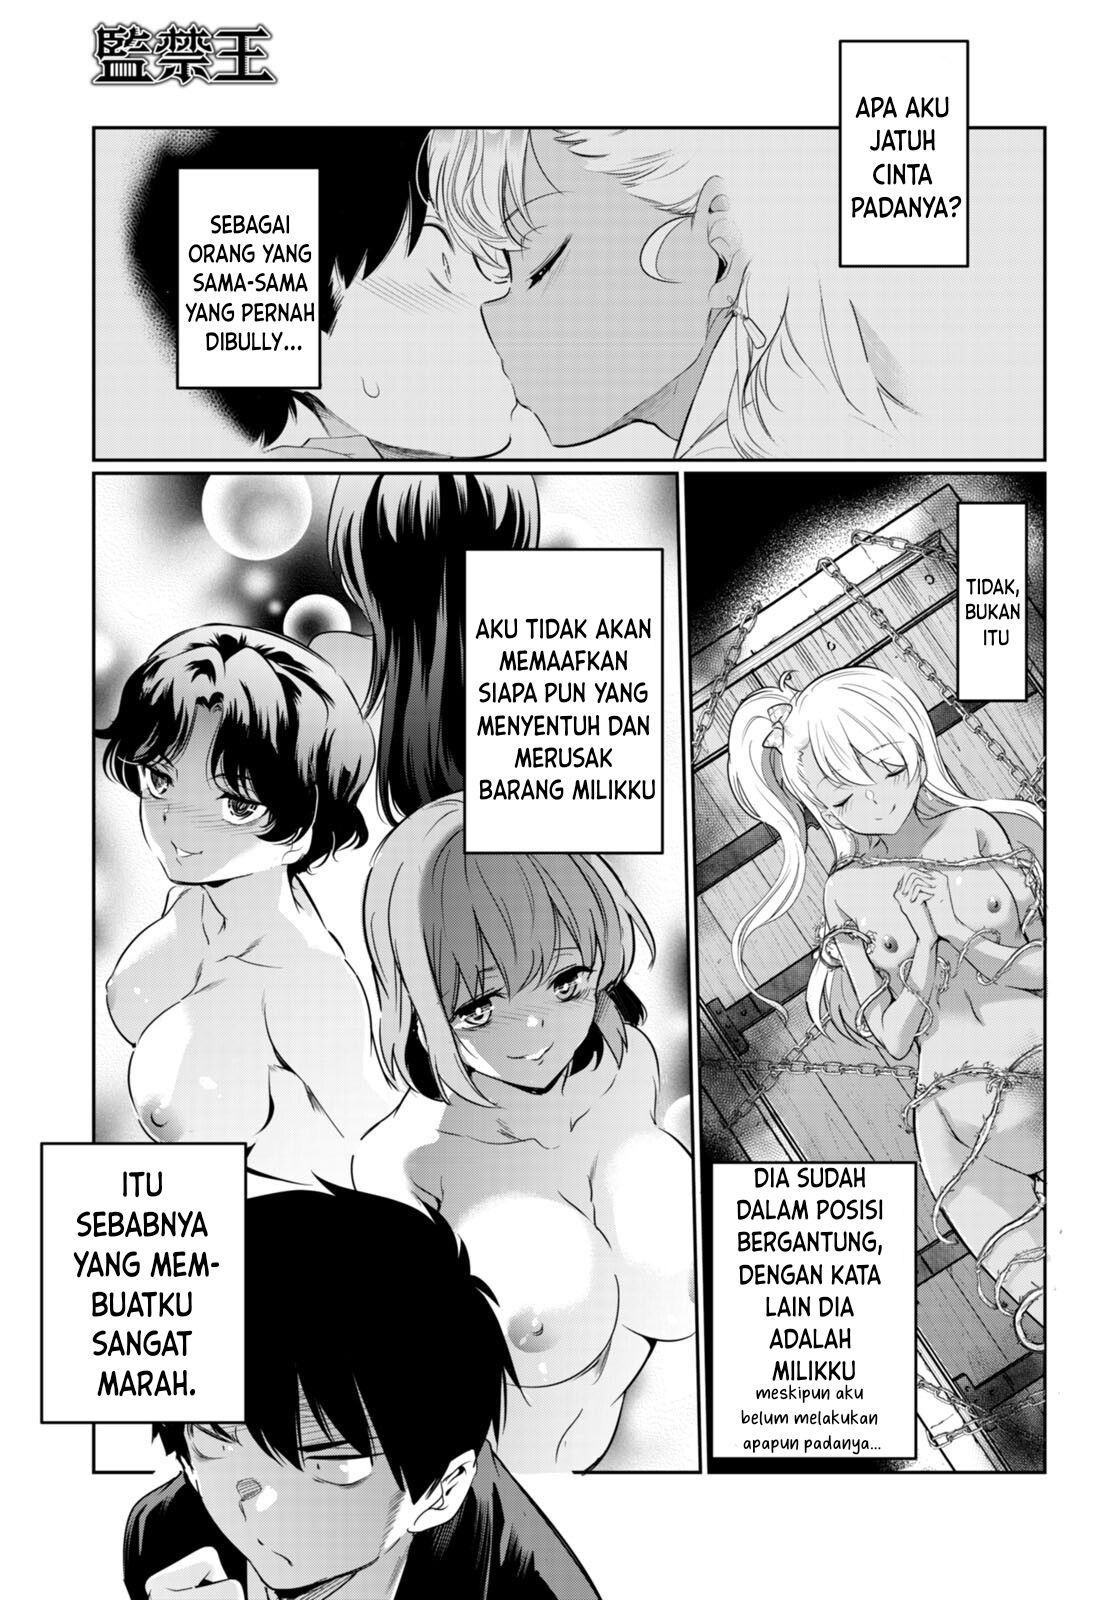 監禁王
APA AKU
JATUH
CINTA
PADANYA?
SEBAGAI
ORANG YANG
SAMA-SAMA
YANG PERNAH
DIBULLY...
TIDAK,
BUKAN
ITU
DIA SUDAH
DALAM POSISI
BERGANTUNG,
DENGAN KATA
LAIN DIA
ADALAH
MILIKKU
meskipun aku
belum melakukan
apapun padanya...
AKU TIDAK AKAN
MEMAAFKAN
SIAPA PUN YANG
MENYENTUH DAN
MERUSAK
BARANG MILIKKU
ITU
SEBABNYA
YANG MEM-
BUATKU
SANGAT
MARAH.